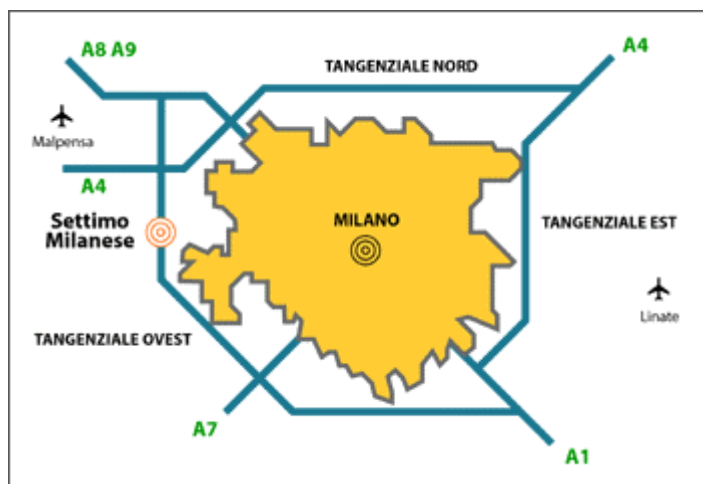 A8 A9
A4
TANGENZIALE NORD
Malpensa
A4
Settimo
Milanese
MILANO
TANGENZIALE EST
Linate
TANGENZIALE OVEST
A7
A1